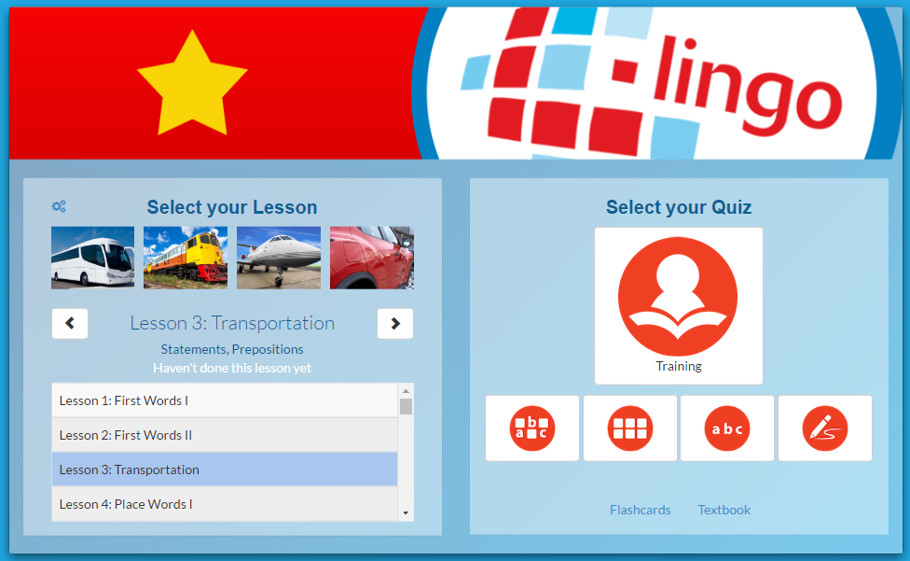 lingo
Select your Lesson
Lesson 3: Transportation
Statements, Prepositions
Haven't done this lesson yet
Lesson 1: First Words I
Lesson 2: First Words II
Lesson 3: Transportation
Lesson 4: Place Words I
Select your Quiz
Training
a b c
a b c
Flashcards Textbook